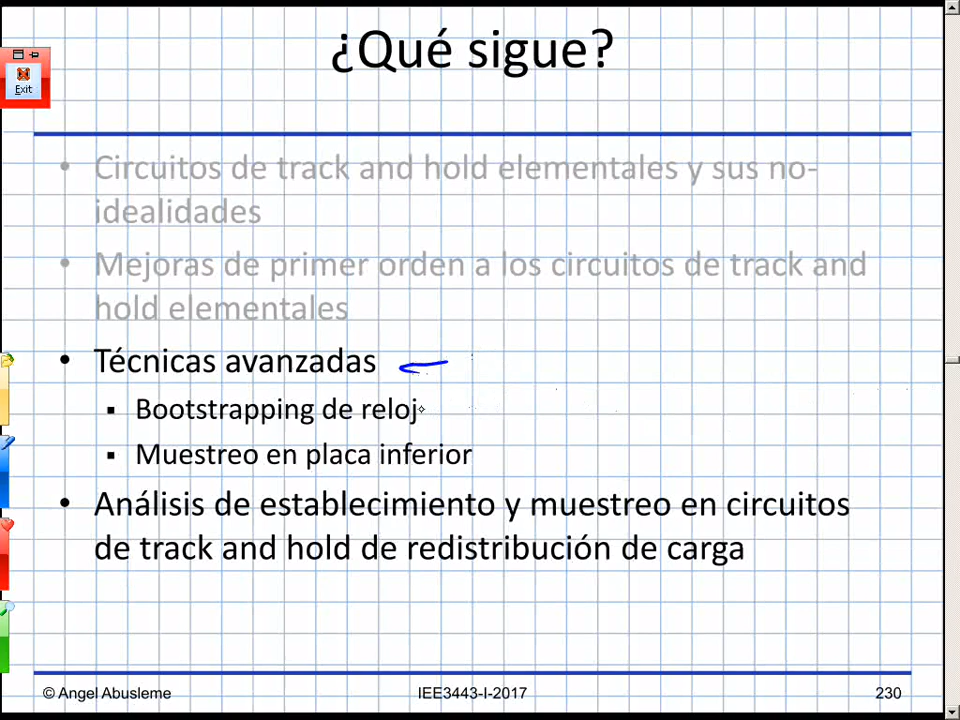 ¿Qué sigue?
Exit
• Circuitos de track and hold elementales y sus no-
idealidades
• Mejoras de primer orden a los circuitos de track and
hold elementales
• Técnicas avanzadas
▪ Bootstrapping de reloj
▪ Muestreo en placa inferior
• Análisis de establecimiento y muestreo en circuitos
de track and hold de redistribución de carga
© Angel Abusleme
IEE3443-I-2017
230